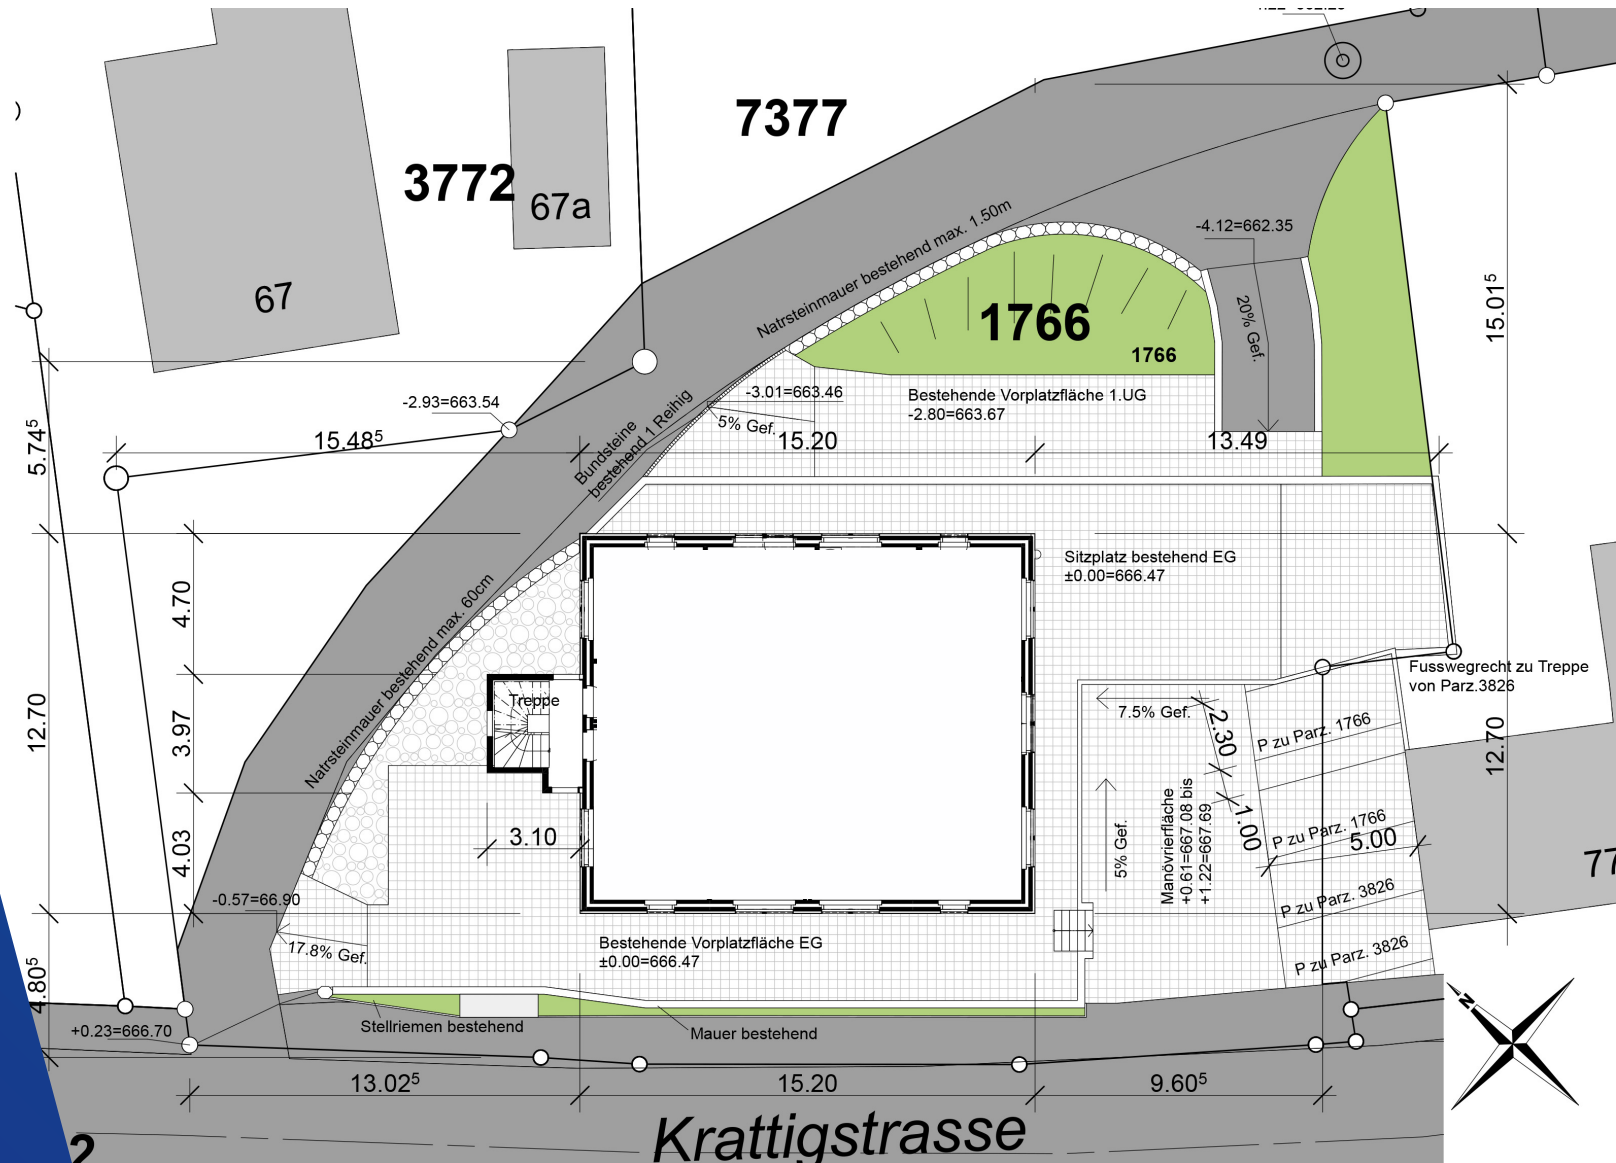 7377
3772
67a
67
Natrsteinmauer bestehend max. 1.50m
-4.12=662.35
20% Gef.
15.01⁵
1766
1766
-2.93=663.54
-3.01=663.46
5% Gef.
Bestehende Vorplatzfläche 1.UG
-2.80=663.67
Bundsteine
bestehend 1 Reihig
5.74⁵
15.48⁵
15.20
13.49
Sitzplatz bestehend EG
±0.00=666.47
4.70
Natrsteinmauer bestehend max. 60cm
Treppe
Fusswegrecht zu Treppe
von Parz.3826
7.5% Gef.
2.30
P zu Parz. 1766
12.70
3.97
12.70
Manövrierfläche
+0.61=667.08 bis
+1.22=667.69
1.00
P zu Parz. 1766
5.00
3.10
4.03
5% Gef.
77
P zu Parz. 3826
-0.57=66.90
17.8% Gef.
Bestehende Vorplatzfläche EG
±0.00=666.47
P zu Parz. 3826
4.80⁵
N
+0.23=666.70
Stellriemen bestehend
Mauer bestehend
13.02⁵
15.20
9.60⁵
Krattigstrasse
2